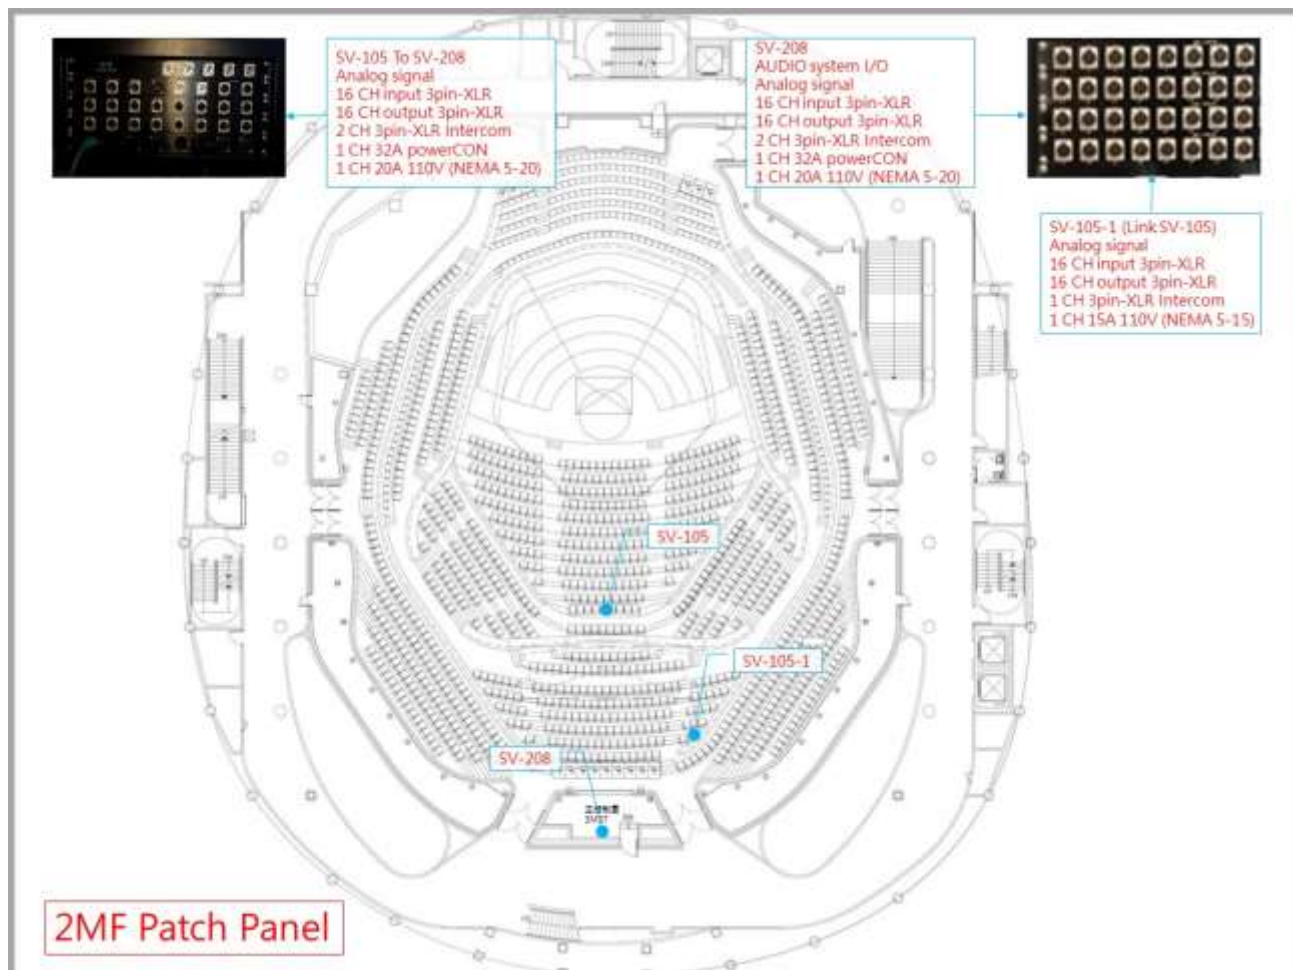 SV-105 To SV-208
Analog signal
16 CH input 3pin-XLR
16 CH output 3pin-XLR
2 CH 3pin-XLR Intercom
1 CH 32A powerCON
1 CH 20A 110V (NEMA 5-20)
SV-208
AUDIO system I/O
Analog signal
16 CH input 3pin-XLR
16 CH output 3pin-XLR
2 CH 3pin-XLR Intercom
1 CH 32A powerCON
1 CH 20A 110V (NEMA 5-20)
SV-105-1 (Link SV-105)
Analog signal
16 CH input 3pin-XLR
16 CH output 3pin-XLR
1 CH 3pin-XLR Intercom
1 CH 15A 110V (NEMA 5-15)
SV-105
SV-105-1
SV-208
2MF Patch Panel